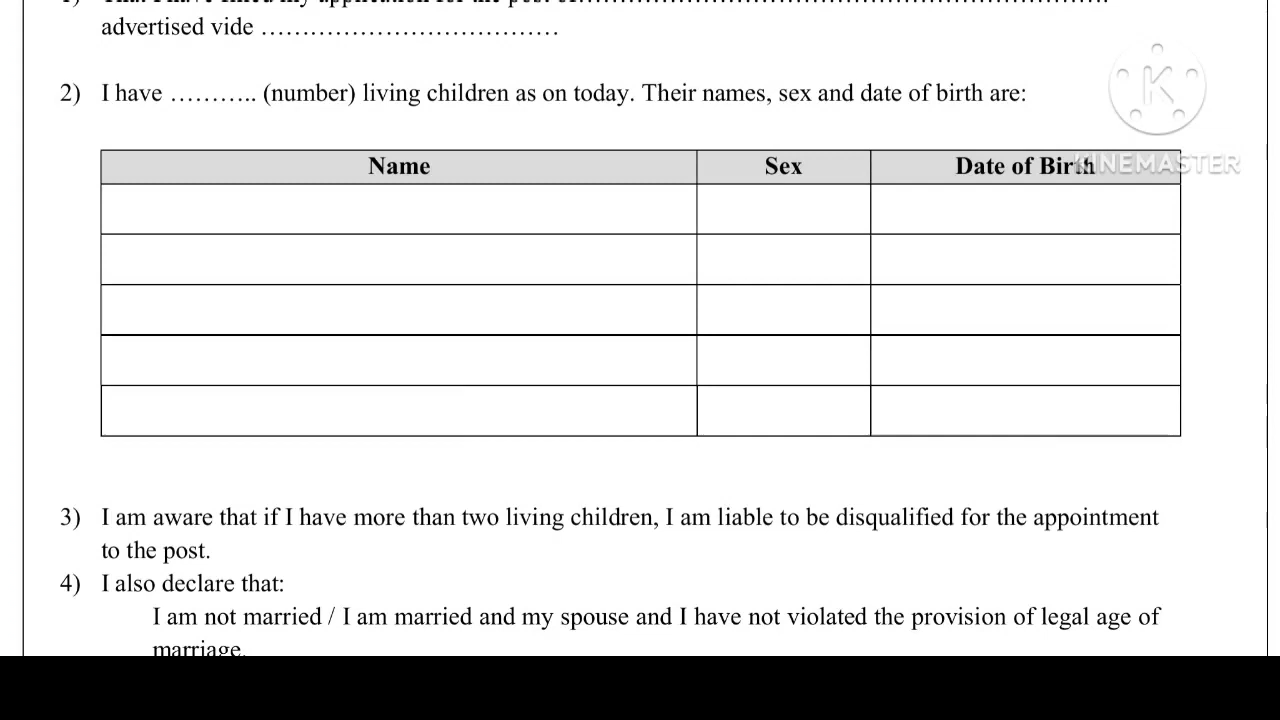 advertised vide ………………………………
2) I have ……….. (number) living children as on today. Their names, sex and date of birth are:
Name Sex Date of Birth
KINEMASTER
3) I am aware that if I have more than two living children, I am liable to be disqualified for the appointment
to the post.
4) I also declare that:
I am not married / I am married and my spouse and I have not violated the provision of legal age of
marriage.